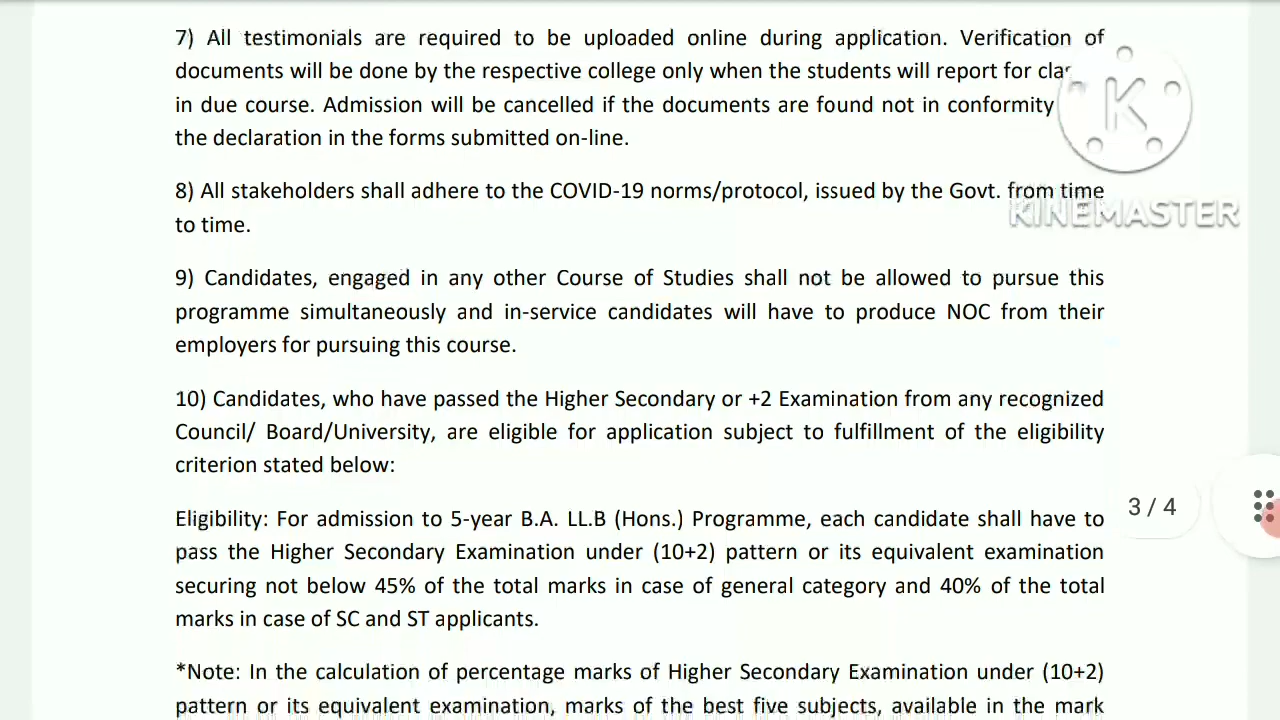 7) All testimonials are required to be uploaded online during application. Verification of
documents will be done by the respective college only when the students will report for
in due course. Admission will be cancelled if the documents are found not in conformity
the declaration in the forms submitted on-line.
8) All stakeholders shall adhere to the COVID-19 norms/protocol, issued by the Govt. from time
to time.
K
KINEMASTER
9) Candidates, engaged in any other Course of Studies shall not be allowed to pursue this
programme simultaneously and in-service candidates will have to produce NOC from their
employers for pursuing this course.
10) Candidates, who have passed the Higher Secondary or +2 Examination from any recognized
Council/ Board/University, are eligible for application subject to fulfillment of the eligibility
criterion stated below:
3 / 4
Eligibility: For admission to 5-year B.A. LL.B (Hons.) Programme, each candidate shall have to
pass the Higher Secondary Examination under (10+2) pattern or its equivalent examination
securing not below 45% of the total marks in case of general category and 40% of the total
marks in case of SC and ST applicants.
*Note: In the calculation of percentage marks of Higher Secondary Examination under (10+2)
pattern or its equivalent examination, marks of the best five subjects, available in the mark